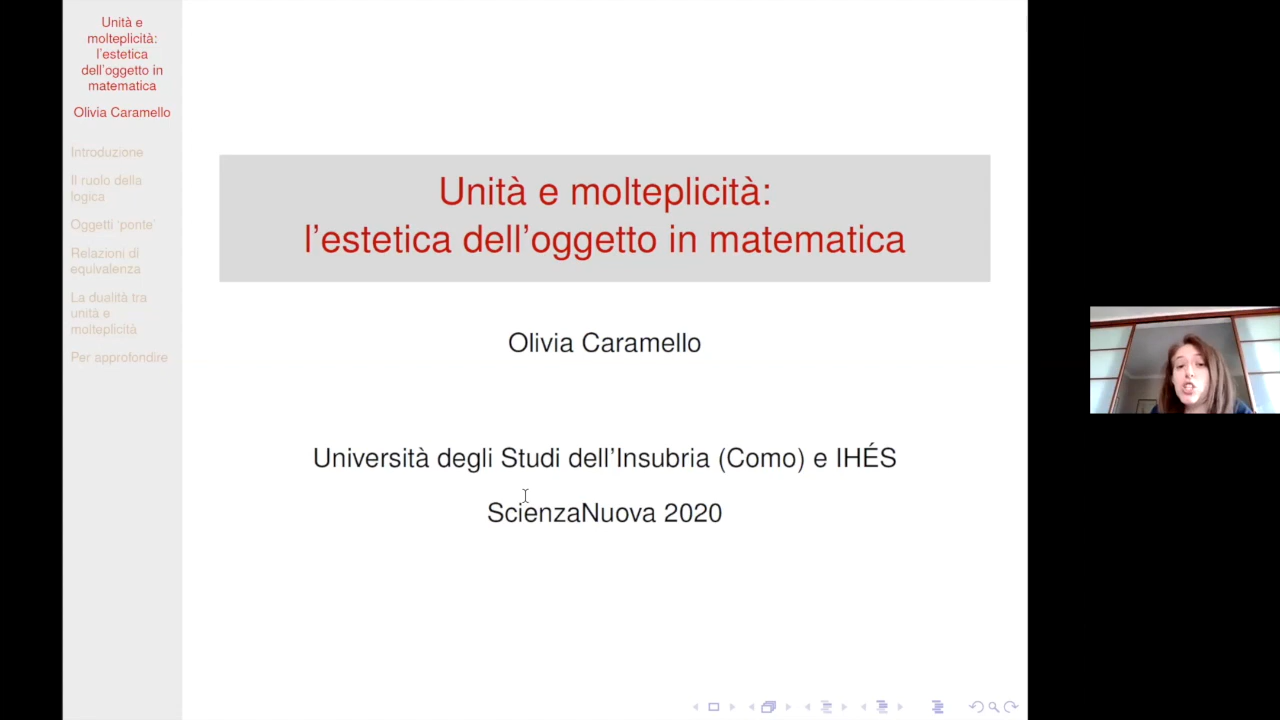 Unità e
molteplicità:
l'estetica
dell'oggetto in
matematica
Olivia Caramello
Introduzione
Il ruolo della
logica
Oggetti 'ponte'
Relazioni di
equivalenza
La dualità tra
unità e
molteplicità
Per approfondire
Unità e molteplicità:
l'estetica dell'oggetto in matematica
Olivia Caramello
Università degli Studi dell'Insubria (Como) e IHÉS
ScienzaNuova 2020